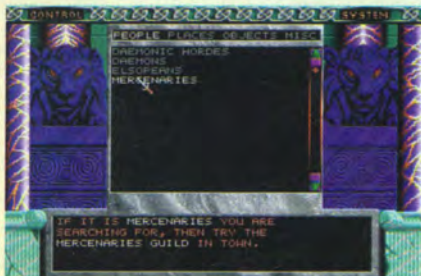 CONTROL
SYSTEM
PEOPLE PLACES OBJECTS MISC
DAEMONIC HORDES
DAEMONS
ELSOPEANS
MERCENARIES
IF IT IS MERCENARIES YOU ARE
SEARCHING FOR, THEN TRY THE
MERCENARIES GUILD IN TOWN.